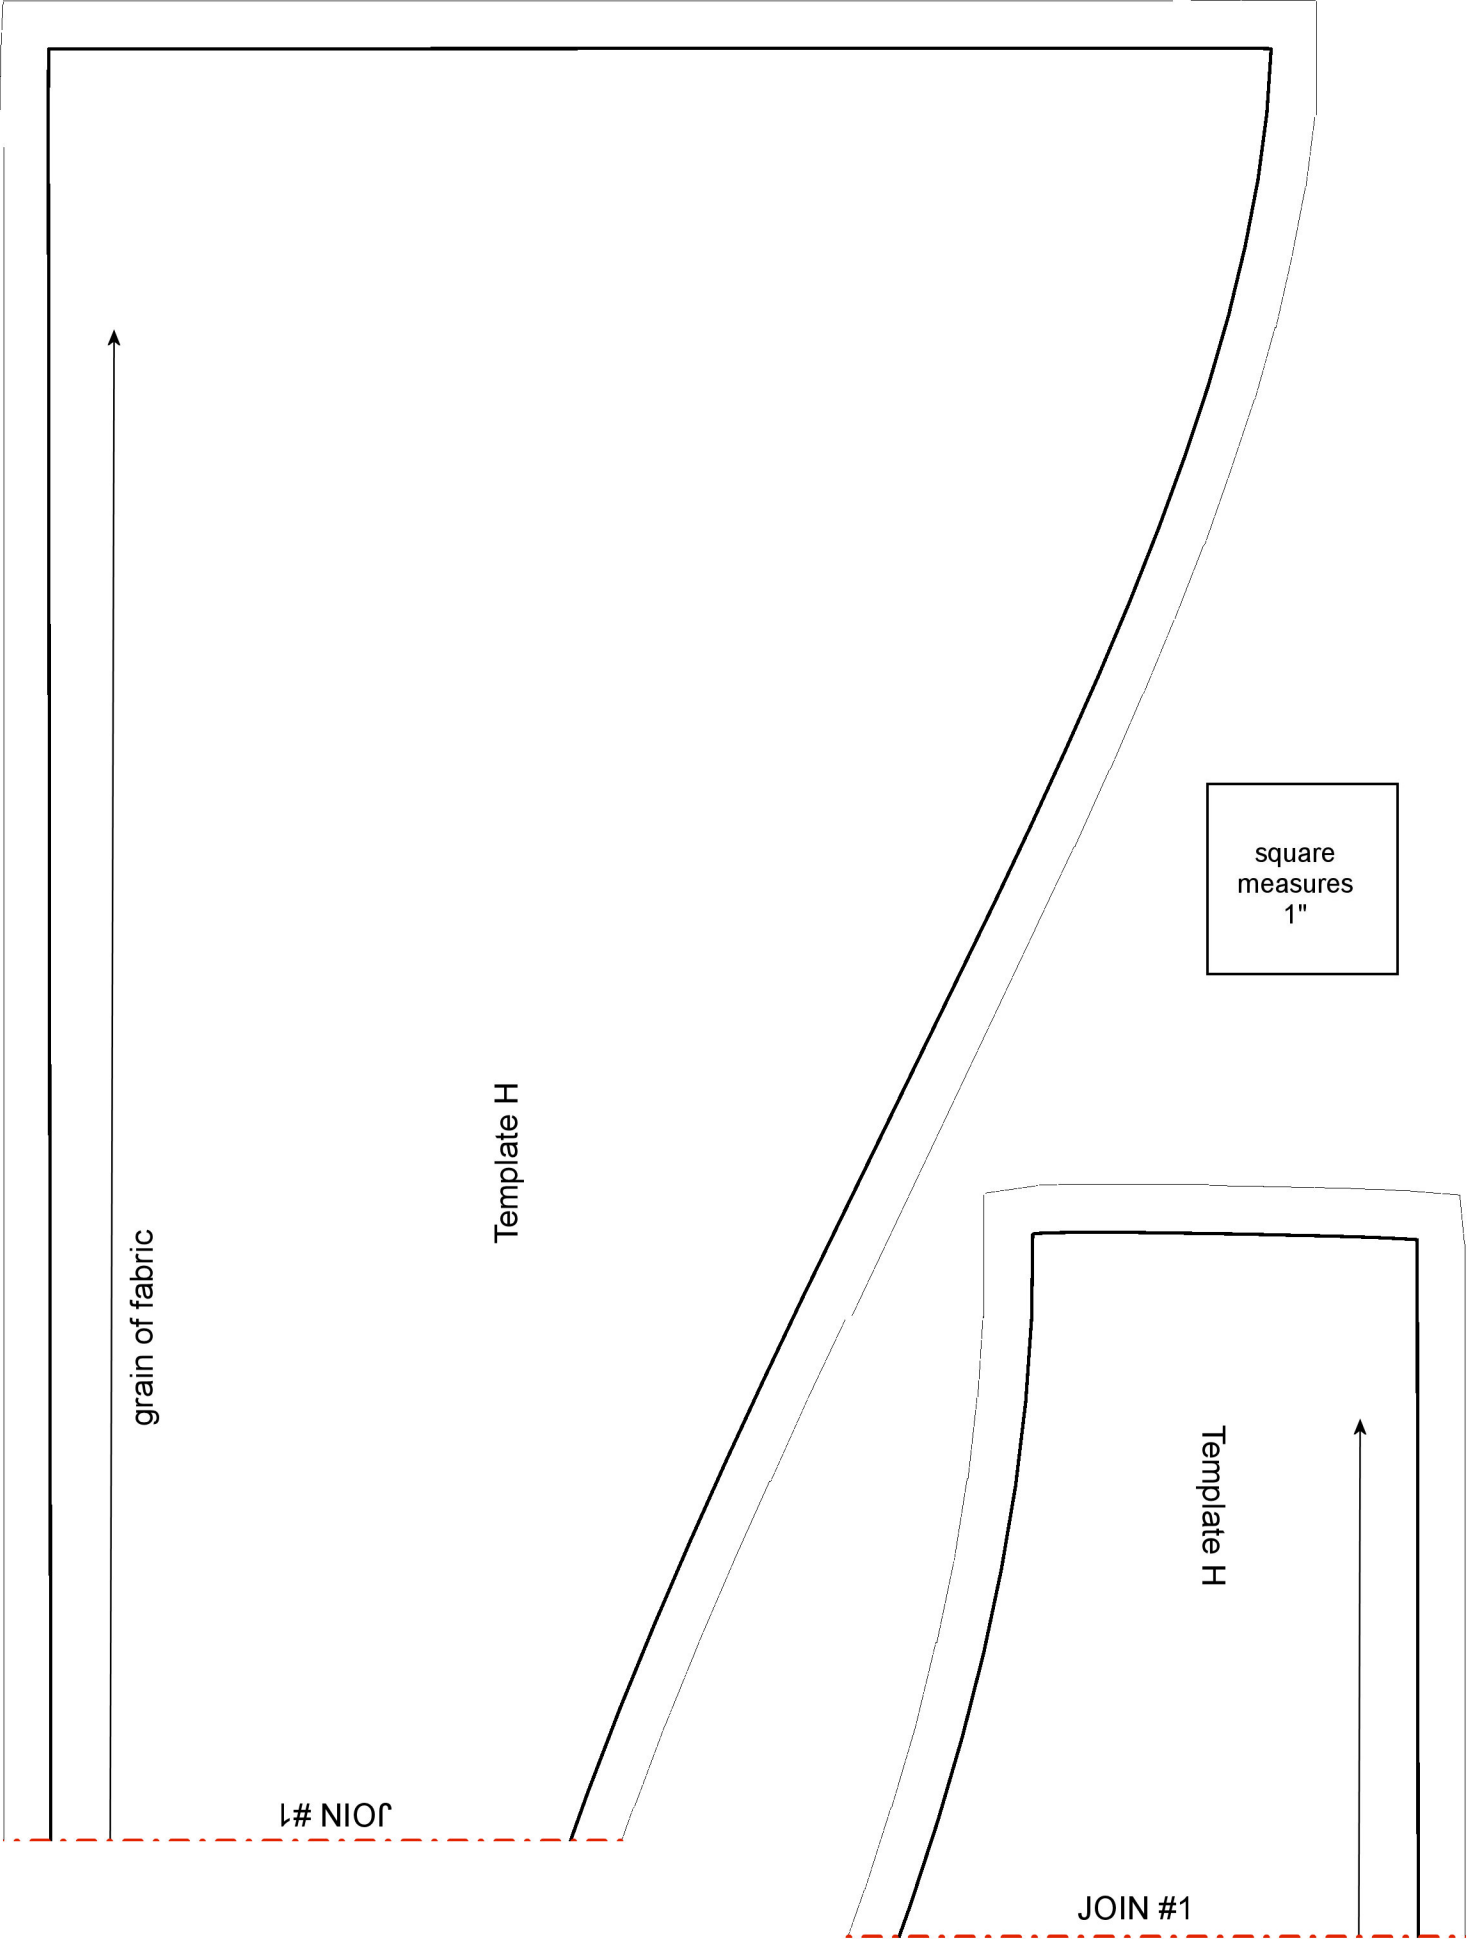 square
measures
1"
Template H
grain of fabric
Template H
JOIN #1
JOIN #1